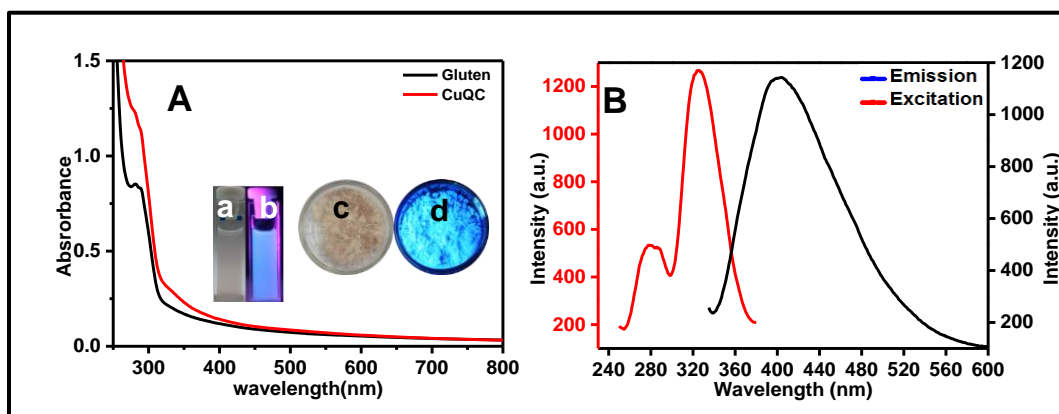 A
Gluten
CuQC
a
b
c
d
Absrorbance
1.5
1.0
0.5
0.0
300
400
500
600
700
800
wavelength(nm)
B
Emission
Excitation
Intensity (a.u.)
1200
1000
800
600
400
200
240 280 320 360 400 440 480 520 560 600
Wavelength (nm)
1200
1000
800
600
400
200
Intensity (a.u.)